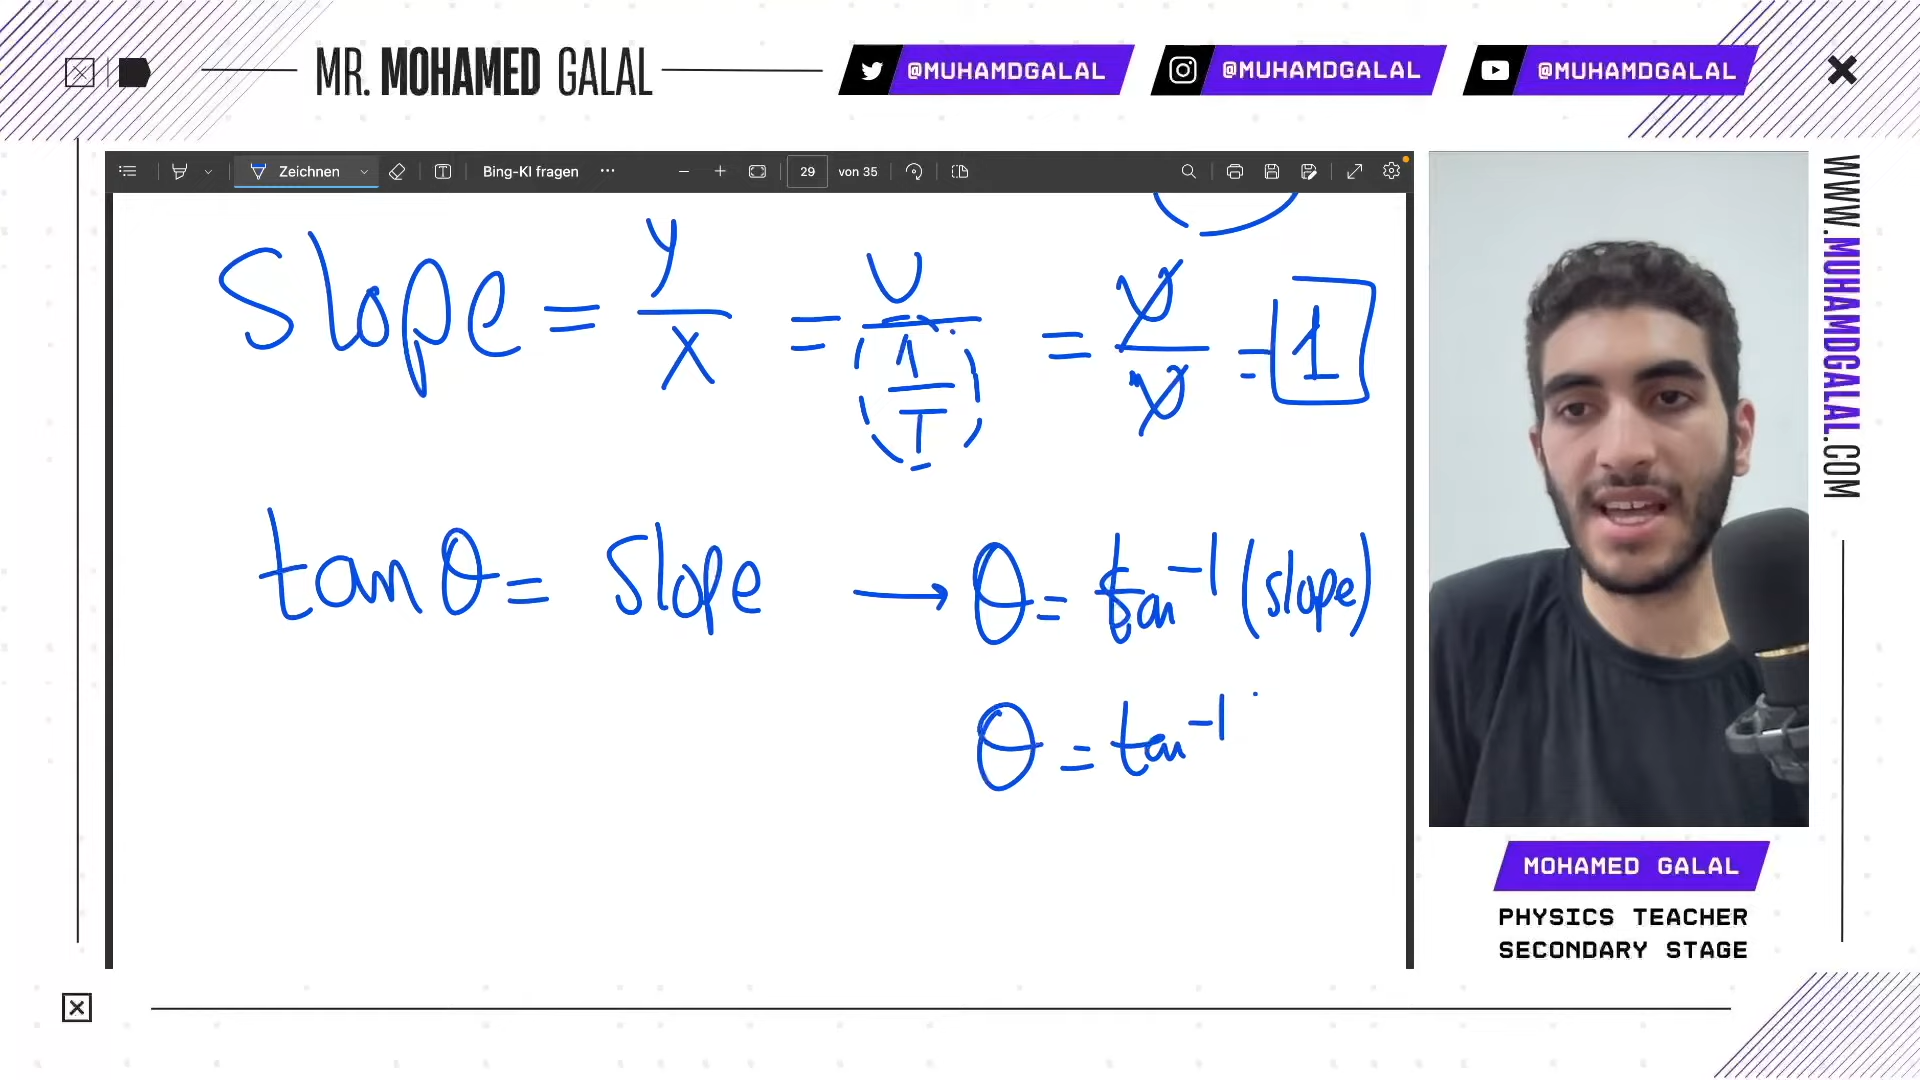 MR. MOHAMED GALAL
@MUHAMDGALAL
@MUHAMDGALAL
@MUHAMDGALAL
Zeichnen
Bing-KI fragen
29 von 35
WWW.MUHAMDGALAL.COM
Slope = y/x = υ/(1/T) = υ/υ = 1
tan θ = Slope → θ = tan⁻¹ (slope)
θ = tan⁻¹
MOHAMED GALAL
PHYSICS TEACHER
SECONDARY STAGE